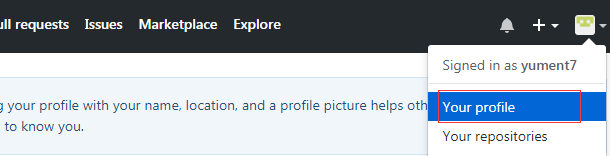 ull requests Issues Marketplace Explore
Signed in as yument7
g your profile with your name, location, and a profile picture helps oth
to know you.
Your profile
Your repositories